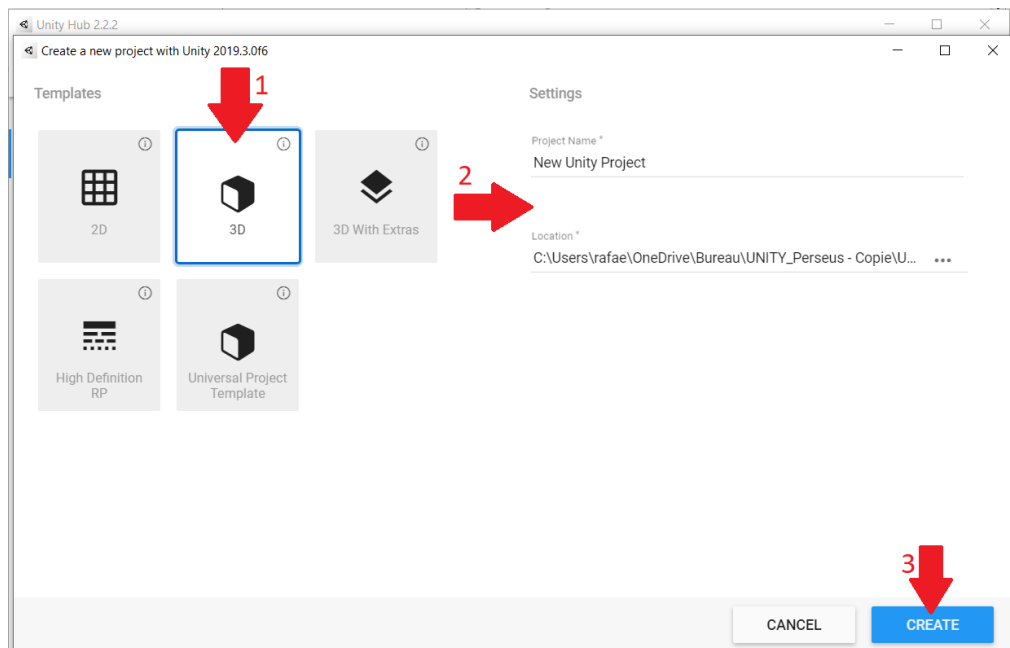 Unity Hub 2.2.2
Create a new project with Unity 2019.3.0f6
1
Templates
Settings
2D
3D
3D With Extras
High Definition
RP
Universal Project
Template
2
Project Name *
New Unity Project
Location *
C:\Users\rafae\OneDrive\Bureau\UNITY_Perseus - Copie\U...
3
CANCEL
CREATE